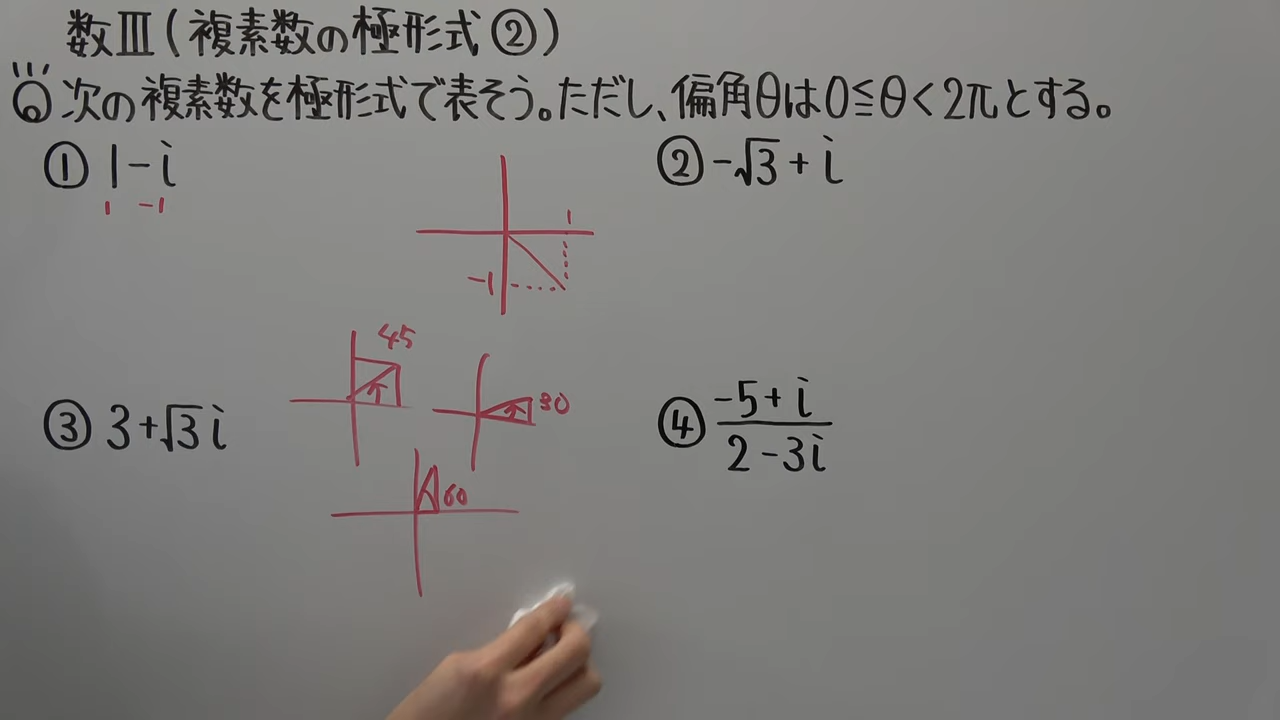 数Ⅲ(複素数の極形式②)
次の複素数を極形式で表そう。ただし、偏角θは0≦θ<2πとする。
① 1-i
1 -1
1
-1
② -√3+i
45
30
60
③ 3+√3i
④ -5+i
2-3i